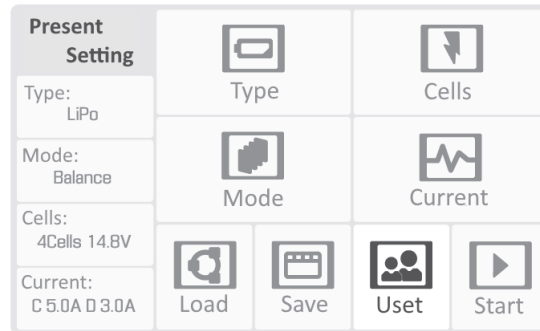 Present
Setting
Type:
LiPo
Mode:
Balance
Cells:
4Cells 14.8V
Current:
C 5.0A D 3.0A
Type
Cells
Mode
Current
Load
Save
Uset
Start